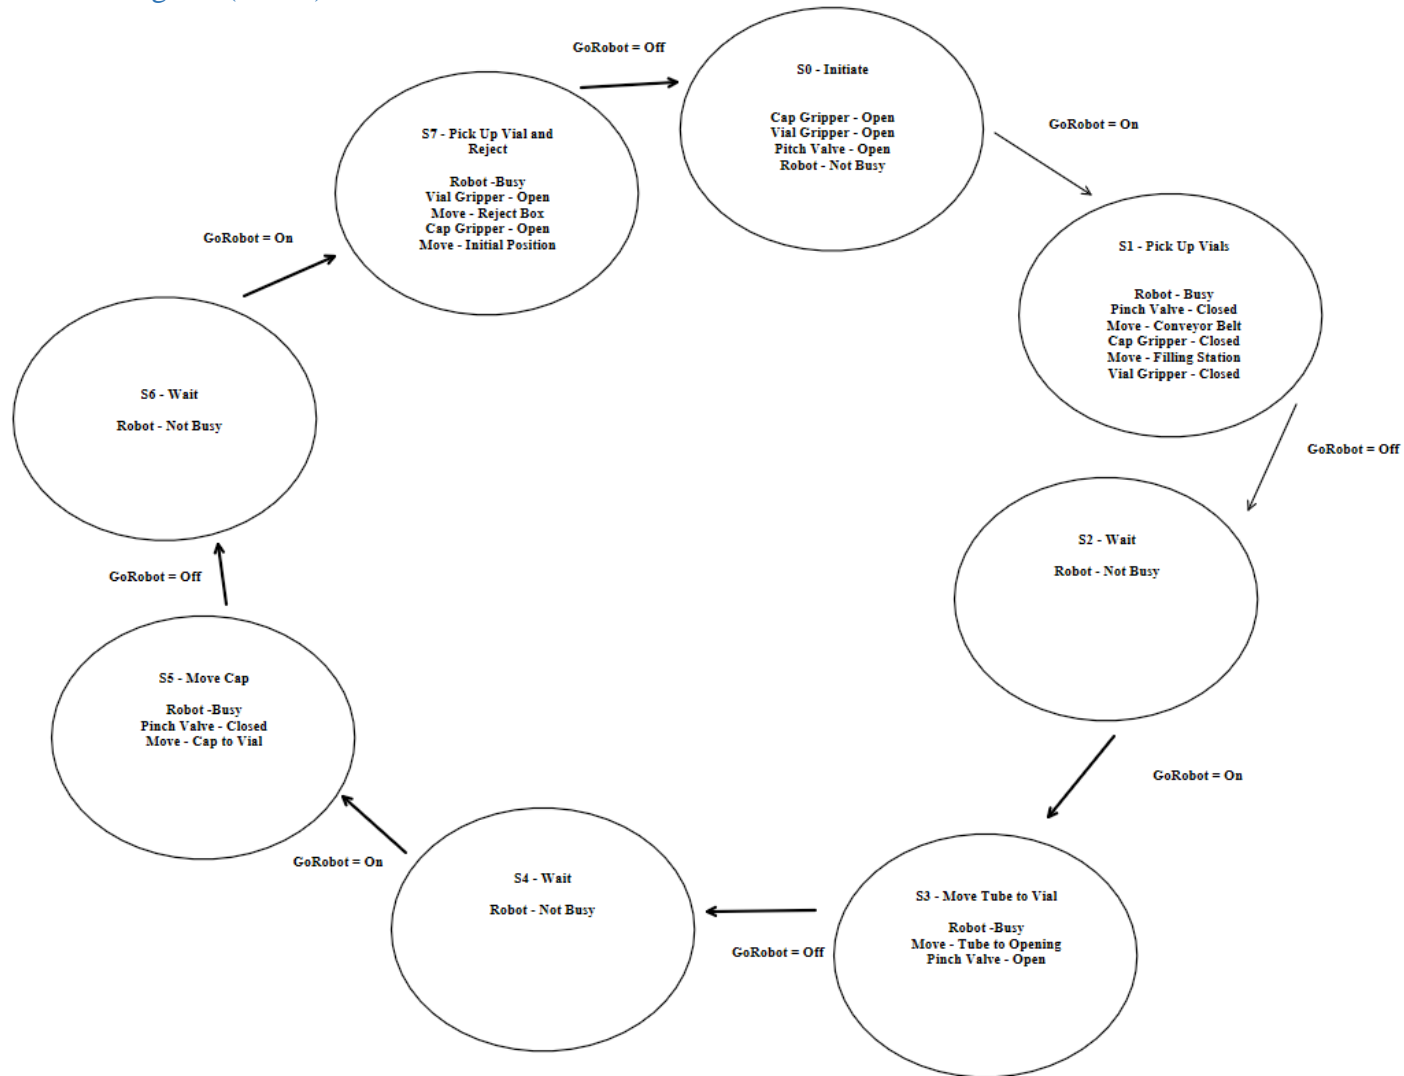 GoRobot = Off
S0 - Initiate
Cap Gripper - Open
Vial Gripper - Open
Pitch Valve - Open
Robot - Not Busy
GoRobot = On
S1 - Pick Up Vials
Robot - Busy
Pinch Valve - Closed
Move - Conveyor Belt
Cap Gripper - Closed
Move - Filling Station
Vial Gripper - Closed
GoRobot = Off
S2 - Wait
Robot - Not Busy
GoRobot = On
S3 - Move Tube to Vial
Robot -Busy
Move - Tube to Opening
Pinch Valve - Open
GoRobot = Off
S4 - Wait
Robot - Not Busy
GoRobot = On
S5 - Move Cap
Robot -Busy
Pinch Valve - Closed
Move - Cap to Vial
GoRobot = Off
S6 - Wait
Robot - Not Busy
GoRobot = On
S7 - Pick Up Vial and
Reject
Robot -Busy
Vial Gripper - Open
Move - Reject Box
Cap Gripper - Open
Move - Initial Position